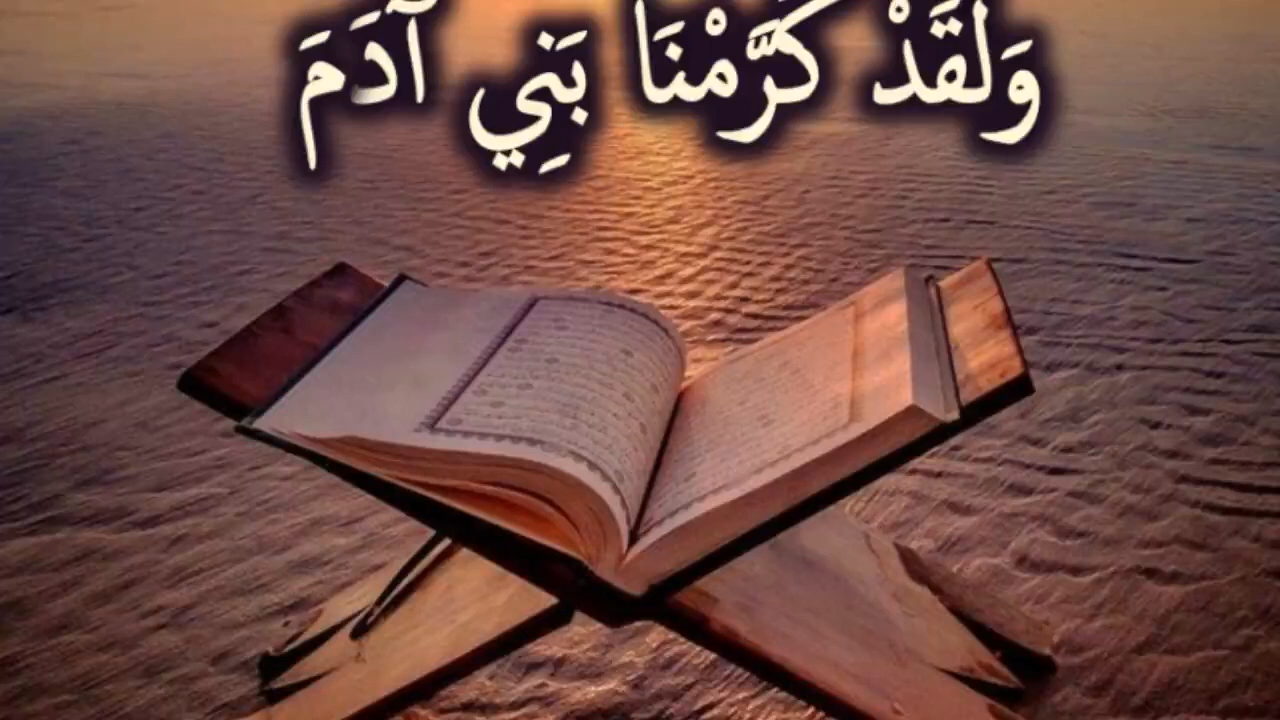 وَلَقَدْ كَرَّمْنَا بَنِي آدَمَ